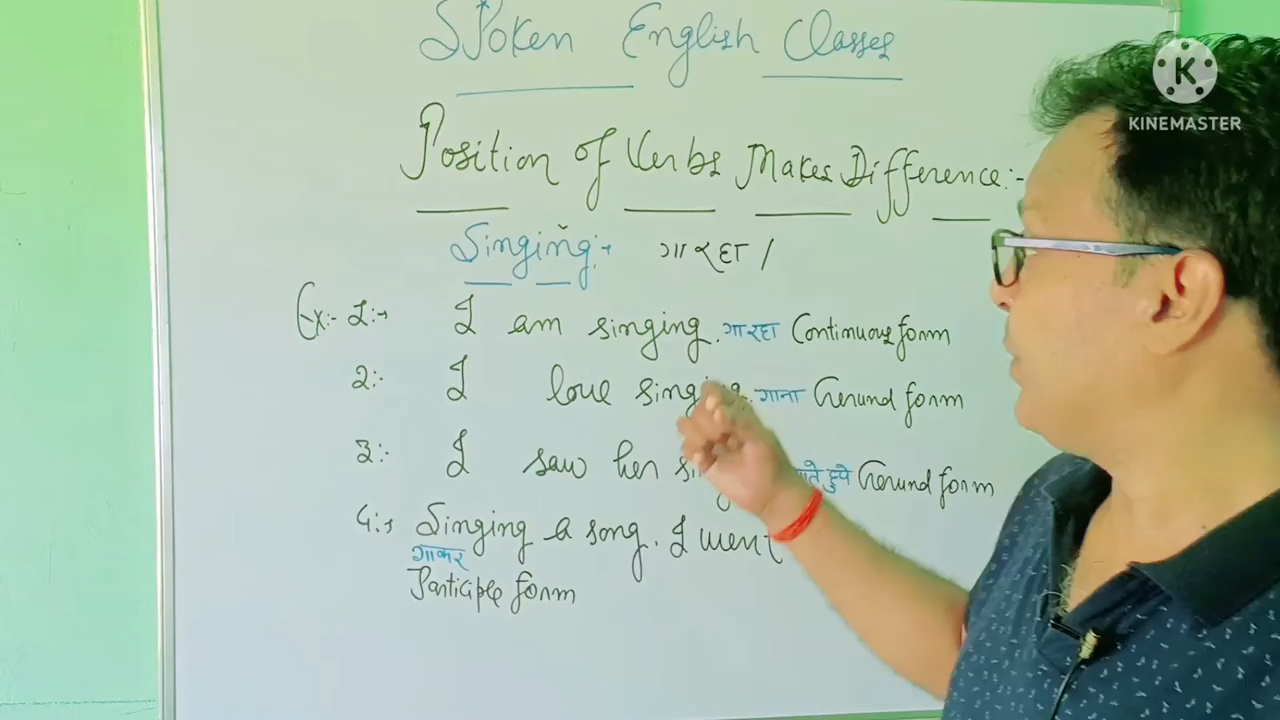 Spoken English Classes
Position of Verbs Makes Difference:-
Singing:- गा रहा /
Ex:- 1:- I am singing. गा रहा Continuous form
2:- I love singing. गाना Gerund form
3:- I saw her हुये Gerund form
4:- Singing a song. I went
गाकर
Participle form
KINEMASTER